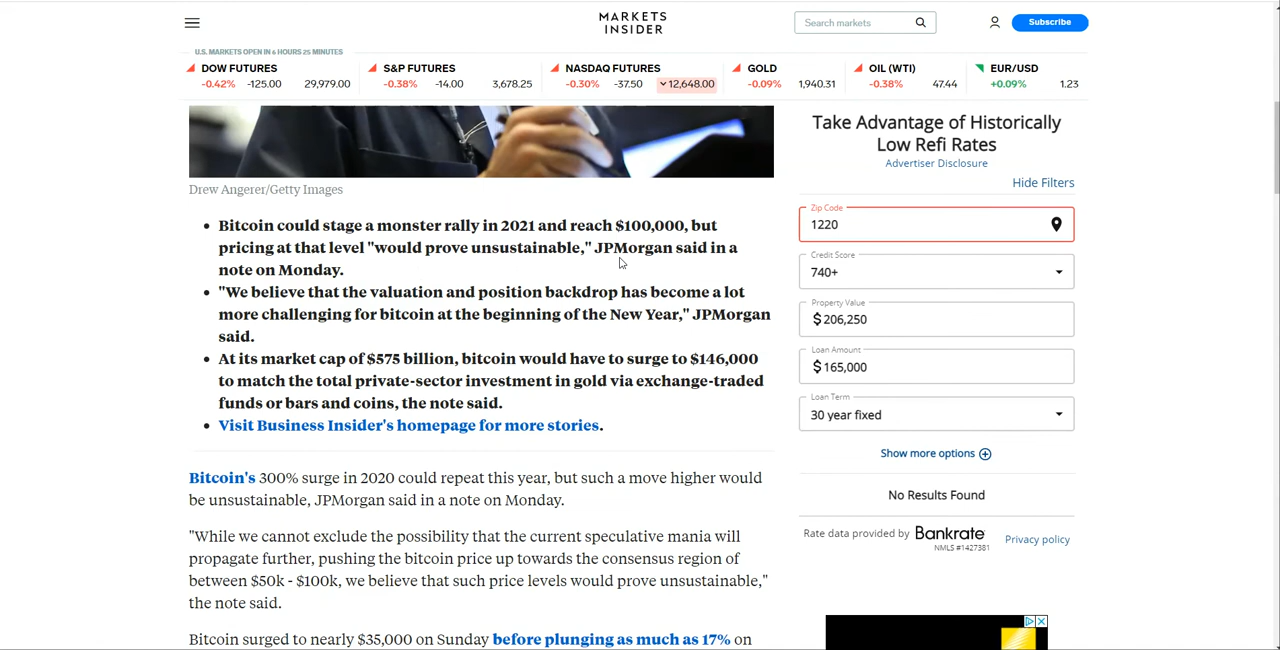 MARKETS
INSIDER
Search markets
Subscribe
U.S. MARKETS OPEN IN 6 HOURS 25 MINUTES
DOW FUTURES
-0.42% -125.00 29,979.00
S&P FUTURES
-0.38% -14.00 3,678.25
NASDAQ FUTURES
-0.30% -37.50 12,648.00
GOLD
-0.09% 1,940.31
OIL (WTI)
-0.38% 47.44
EUR/USD
+0.09% 1.23
Drew Angerer/Getty Images
• Bitcoin could stage a monster rally in 2021 and reach $100,000, but
pricing at that level "would prove unsustainable," JPMorgan said in a
note on Monday.
• "We believe that the valuation and position backdrop has become a lot
more challenging for bitcoin at the beginning of the New Year," JPMorgan
said.
• At its market cap of $575 billion, bitcoin would have to surge to $146,000
to match the total private-sector investment in gold via exchange-traded
funds or bars and coins, the note said.
• Visit Business Insider's homepage for more stories.
Bitcoin's 300% surge in 2020 could repeat this year, but such a move higher would
be unsustainable, JPMorgan said in a note on Monday.
"While we cannot exclude the possibility that the current speculative mania will
propagate further, pushing the bitcoin price up towards the consensus region of
between $50k - $100k, we believe that such price levels would prove unsustainable,"
the note said.
Bitcoin surged to nearly $35,000 on Sunday before plunging as much as 17% on
Take Advantage of Historically
Low Refi Rates
Advertiser Disclosure
Hide Filters
Zip Code
1220
Credit Score
740+
Property Value
$ 206,250
Loan Amount
$ 165,000
Loan Term
30 year fixed
Show more options
No Results Found
Rate data provided by Bankrate
NMLS #1427381
Privacy policy